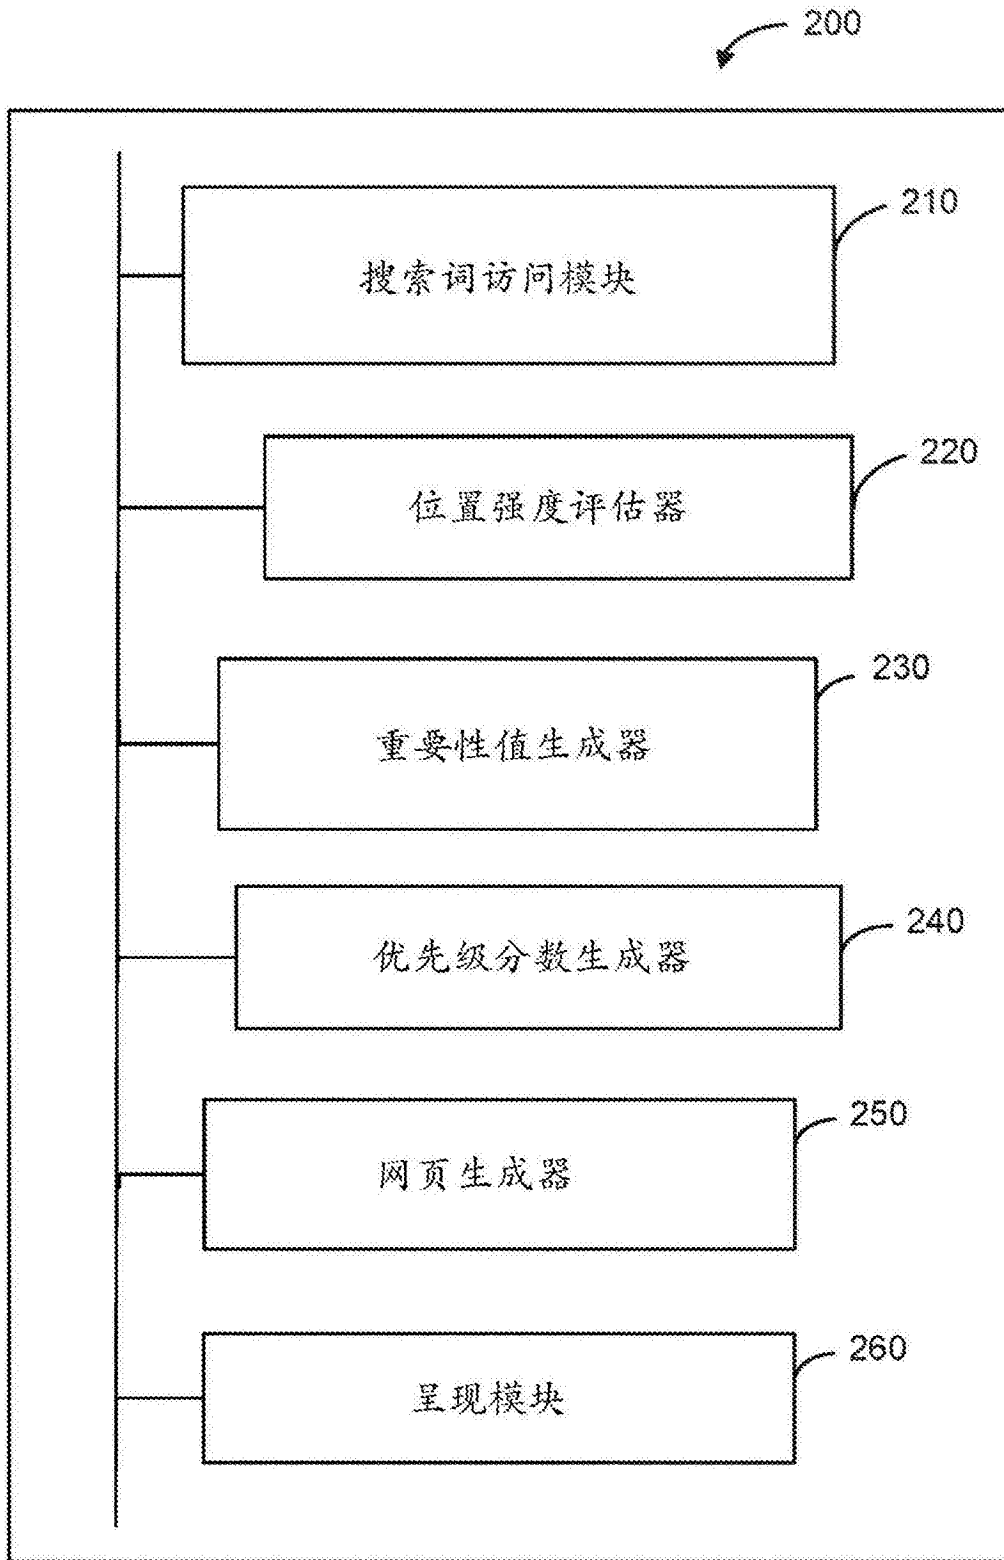 200
210
搜索词访问模块
220
位置强度评估器
230
重要性值生成器
240
优先级分数生成器
250
网页生成器
260
呈现模块